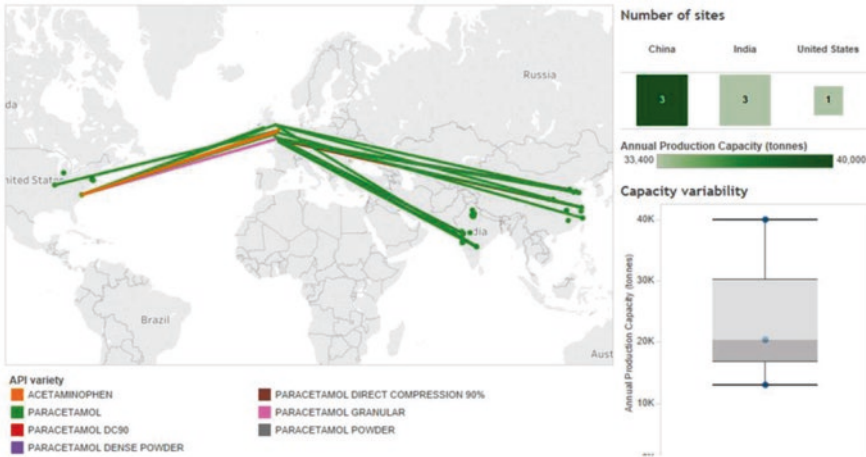 Number of sites
China India United States
3 3 1
Annual Production Capacity (tonnes)
33,400 40,000
Capacity variability
40K
30K
20K
10K
Annual Production Capacity (tonnes)
Russia
nited States
Brazil
Aust
API variety
ACETAMINOPHEN
PARACETAMOL
PARACETAMOL DC90
PARACETAMOL DENSE POWDER
PARACETAMOL DIRECT COMPRESSION 90%
PARACETAMOL GRANULAR
PARACETAMOL POWDER